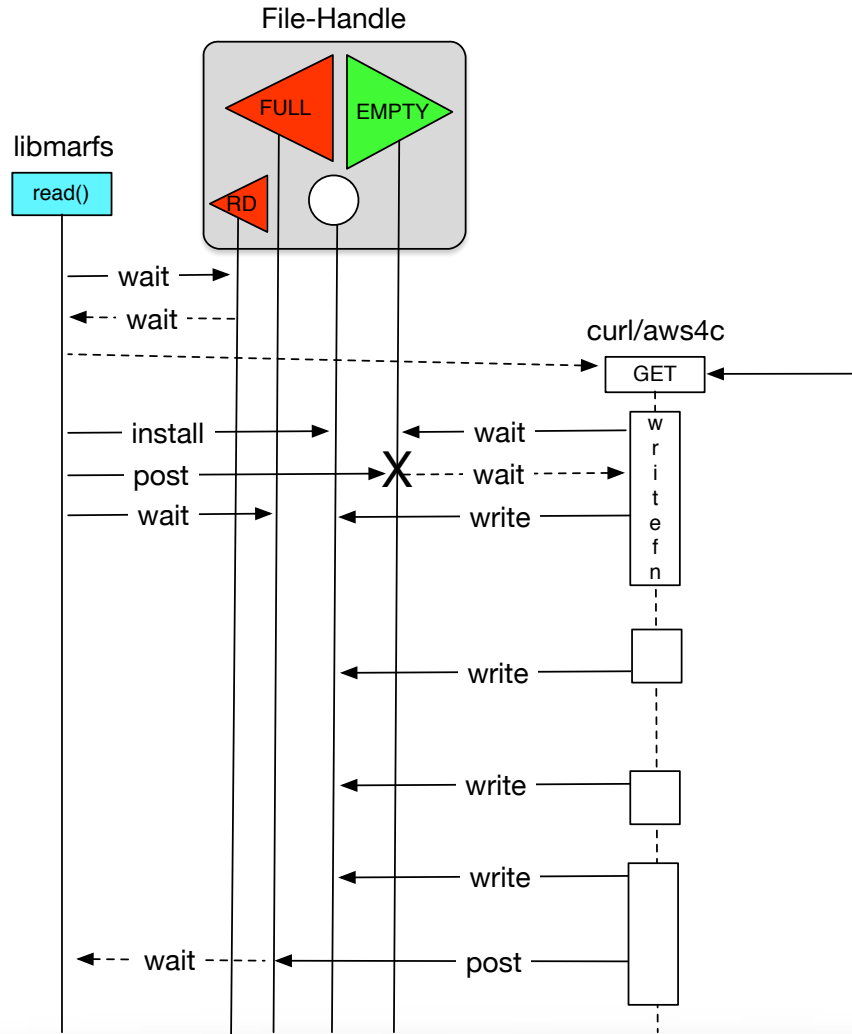 File-Handle
FULL
EMPTY
libmarfs
read()
RD
wait
wait
curl/aws4c
GET
install
wait
post
X
wait
wait
write
w
r
i
t
e
f
n
write
write
write
wait
post